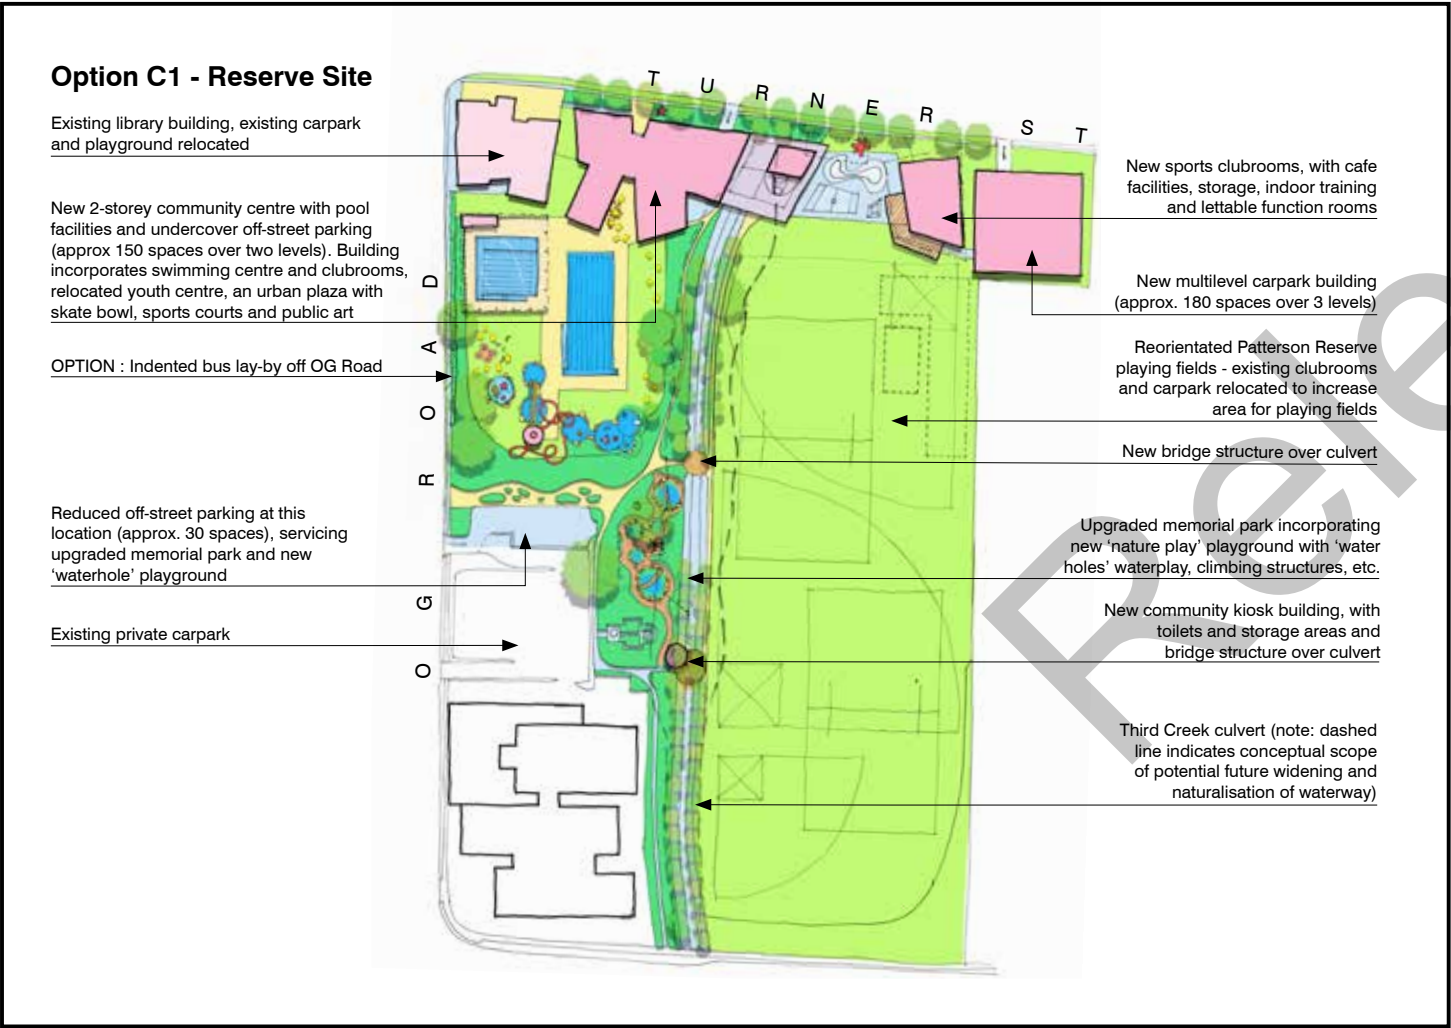 Option C1 - Reserve Site
Existing library building, existing carpark
and playground relocated
New 2-storey community centre with pool
facilities and undercover off-street parking
(approx 150 spaces over two levels). Building
incorporates swimming centre and clubrooms,
relocated youth centre, an urban plaza with
skate bowl, sports courts and public art
OPTION : Indented bus lay-by off OG Road
Reduced off-street parking at this
location (approx. 30 spaces), servicing
upgraded memorial park and new
‘waterhole’ playground
Existing private carpark
TURNER ST
OG ROAD
New sports clubrooms, with cafe
facilities, storage, indoor training
and lettable function rooms
New multilevel carpark building
(approx. 180 spaces over 3 levels)
Reorientated Patterson Reserve
playing fields - existing clubrooms
and carpark relocated to increase
area for playing fields
New bridge structure over culvert
Upgraded memorial park incorporating
new ‘nature play’ playground with ‘water
holes’ waterplay, climbing structures, etc.
New community kiosk building, with
toilets and storage areas and
bridge structure over culvert
Third Creek culvert (note: dashed
line indicates conceptual scope
of potential future widening and
naturalisation of waterway)
Rele